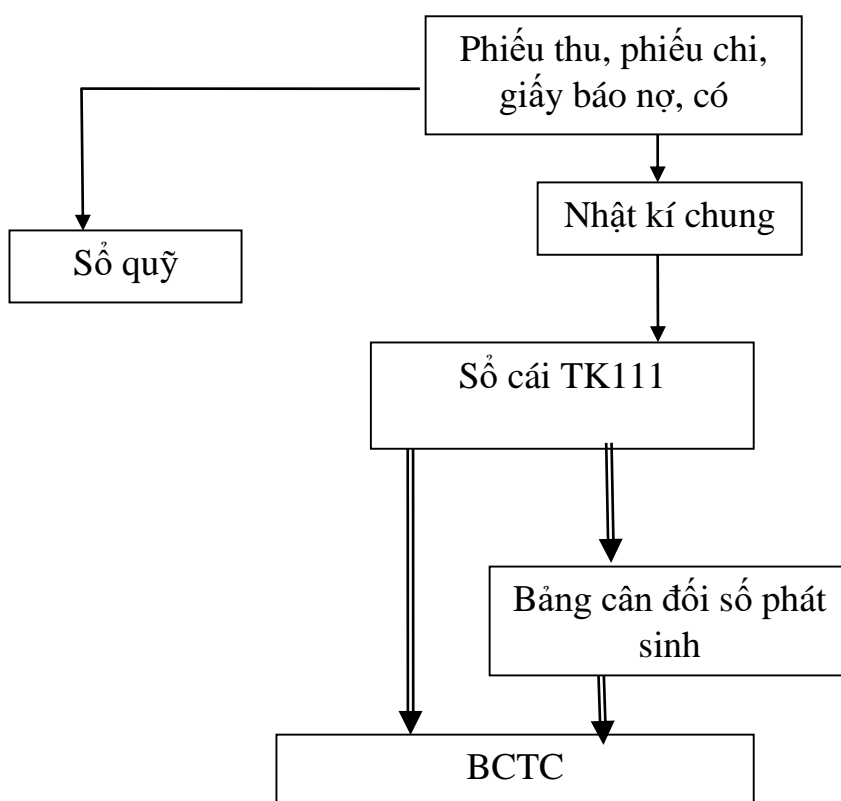 Phiếu thu, phiếu chi,
giấy báo nợ, có
Nhật kí chung
Sổ quỹ
Sổ cái TK111
Bảng cân đối số phát
sinh
BCTC